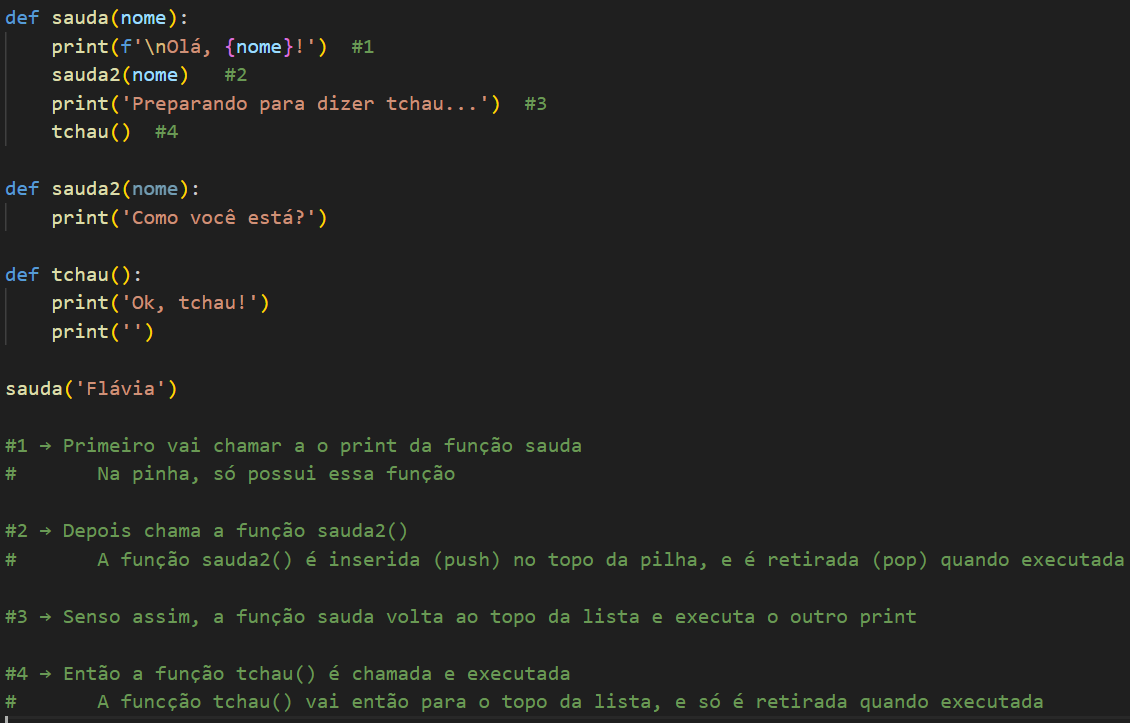 def sauda(nome):
    print(f'\nOlá, {nome}!')  #1
    sauda2(nome)   #2
    print('Preparando para dizer tchau...')  #3
    tchau()  #4
def sauda2(nome):
    print('Como você está?')
def tchau():
    print('Ok, tchau!')
    print('')
sauda('Flávia')
#1 → Primeiro vai chamar a o print da função sauda
#       Na pinha, só possui essa função
#2 → Depois chama a função sauda2()
#       A função sauda2() é inserida (push) no topo da pilha, e é retirada (pop) quando executada
#3 → Senso assim, a função sauda volta ao topo da lista e executa o outro print
#4 → Então a função tchau() é chamada e executada
#       A funcção tchau() vai então para o topo da lista, e só é retirada quando executada